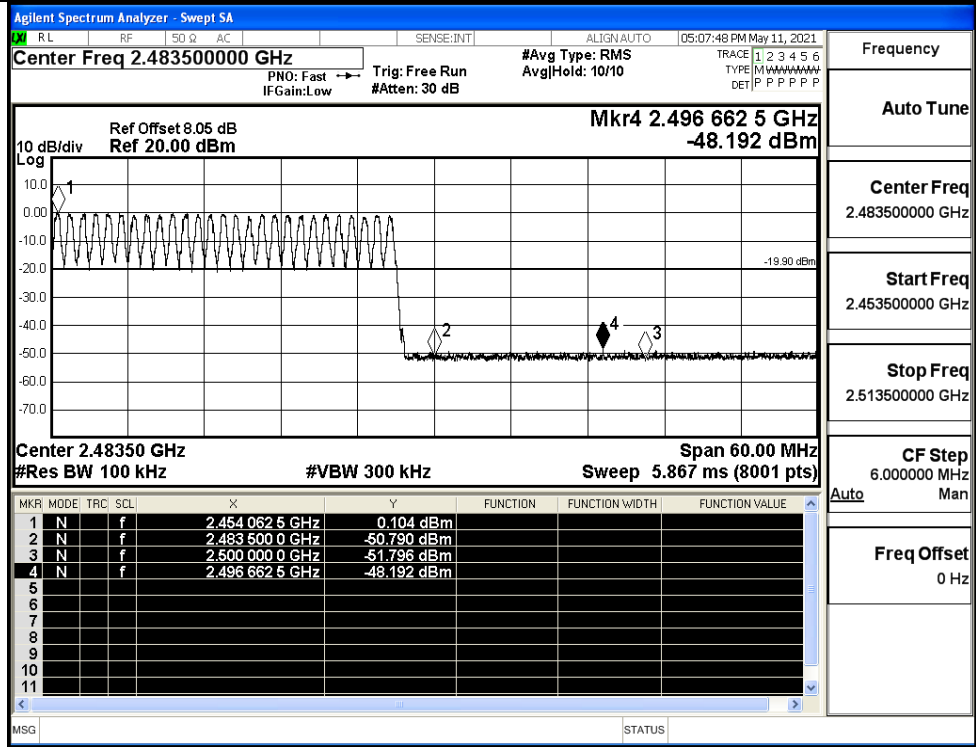 Agilent Spectrum Analyzer - Swept SA
LXI RL RF 50 Ω AC SENSE:INT ALIGNAUTO 05:07:48 PM May 11, 2021
Center Freq 2.483500000 GHz
PNO: Fast
IFGain:Low
Trig: Free Run
#Atten: 30 dB
#Avg Type: RMS
Avg|Hold: 10/10
TRACE 1 2 3 4 5 6
TYPE M
DET P P P P P P
Frequency
Auto Tune
Center Freq
2.483500000 GHz
Start Freq
2.453500000 GHz
Stop Freq
2.513500000 GHz
CF Step
6.000000 MHz
Auto Man
Freq Offset
0 Hz
Mkr4 2.496 662 5 GHz
-48.192 dBm
Ref Offset 8.05 dB
10 dB/div Ref 20.00 dBm
Log
10.0
0.00
-10.0
-20.0
-30.0
-40.0
-50.0
-60.0
-70.0
1
2
4
3
-19.90 dBm
Center 2.48350 GHz Span 60.00 MHz
#Res BW 100 kHz #VBW 300 kHz Sweep 5.867 ms (8001 pts)
MKR MODE TRC SCL X Y FUNCTION FUNCTION WIDTH FUNCTION VALUE
1 N f 2.454 062 5 GHz 0.104 dBm
2 N f 2.483 500 0 GHz -50.790 dBm
3 N f 2.500 000 0 GHz -51.796 dBm
4 N f 2.496 662 5 GHz -48.192 dBm
5
6
7
8
9
10
11
MSG STATUS